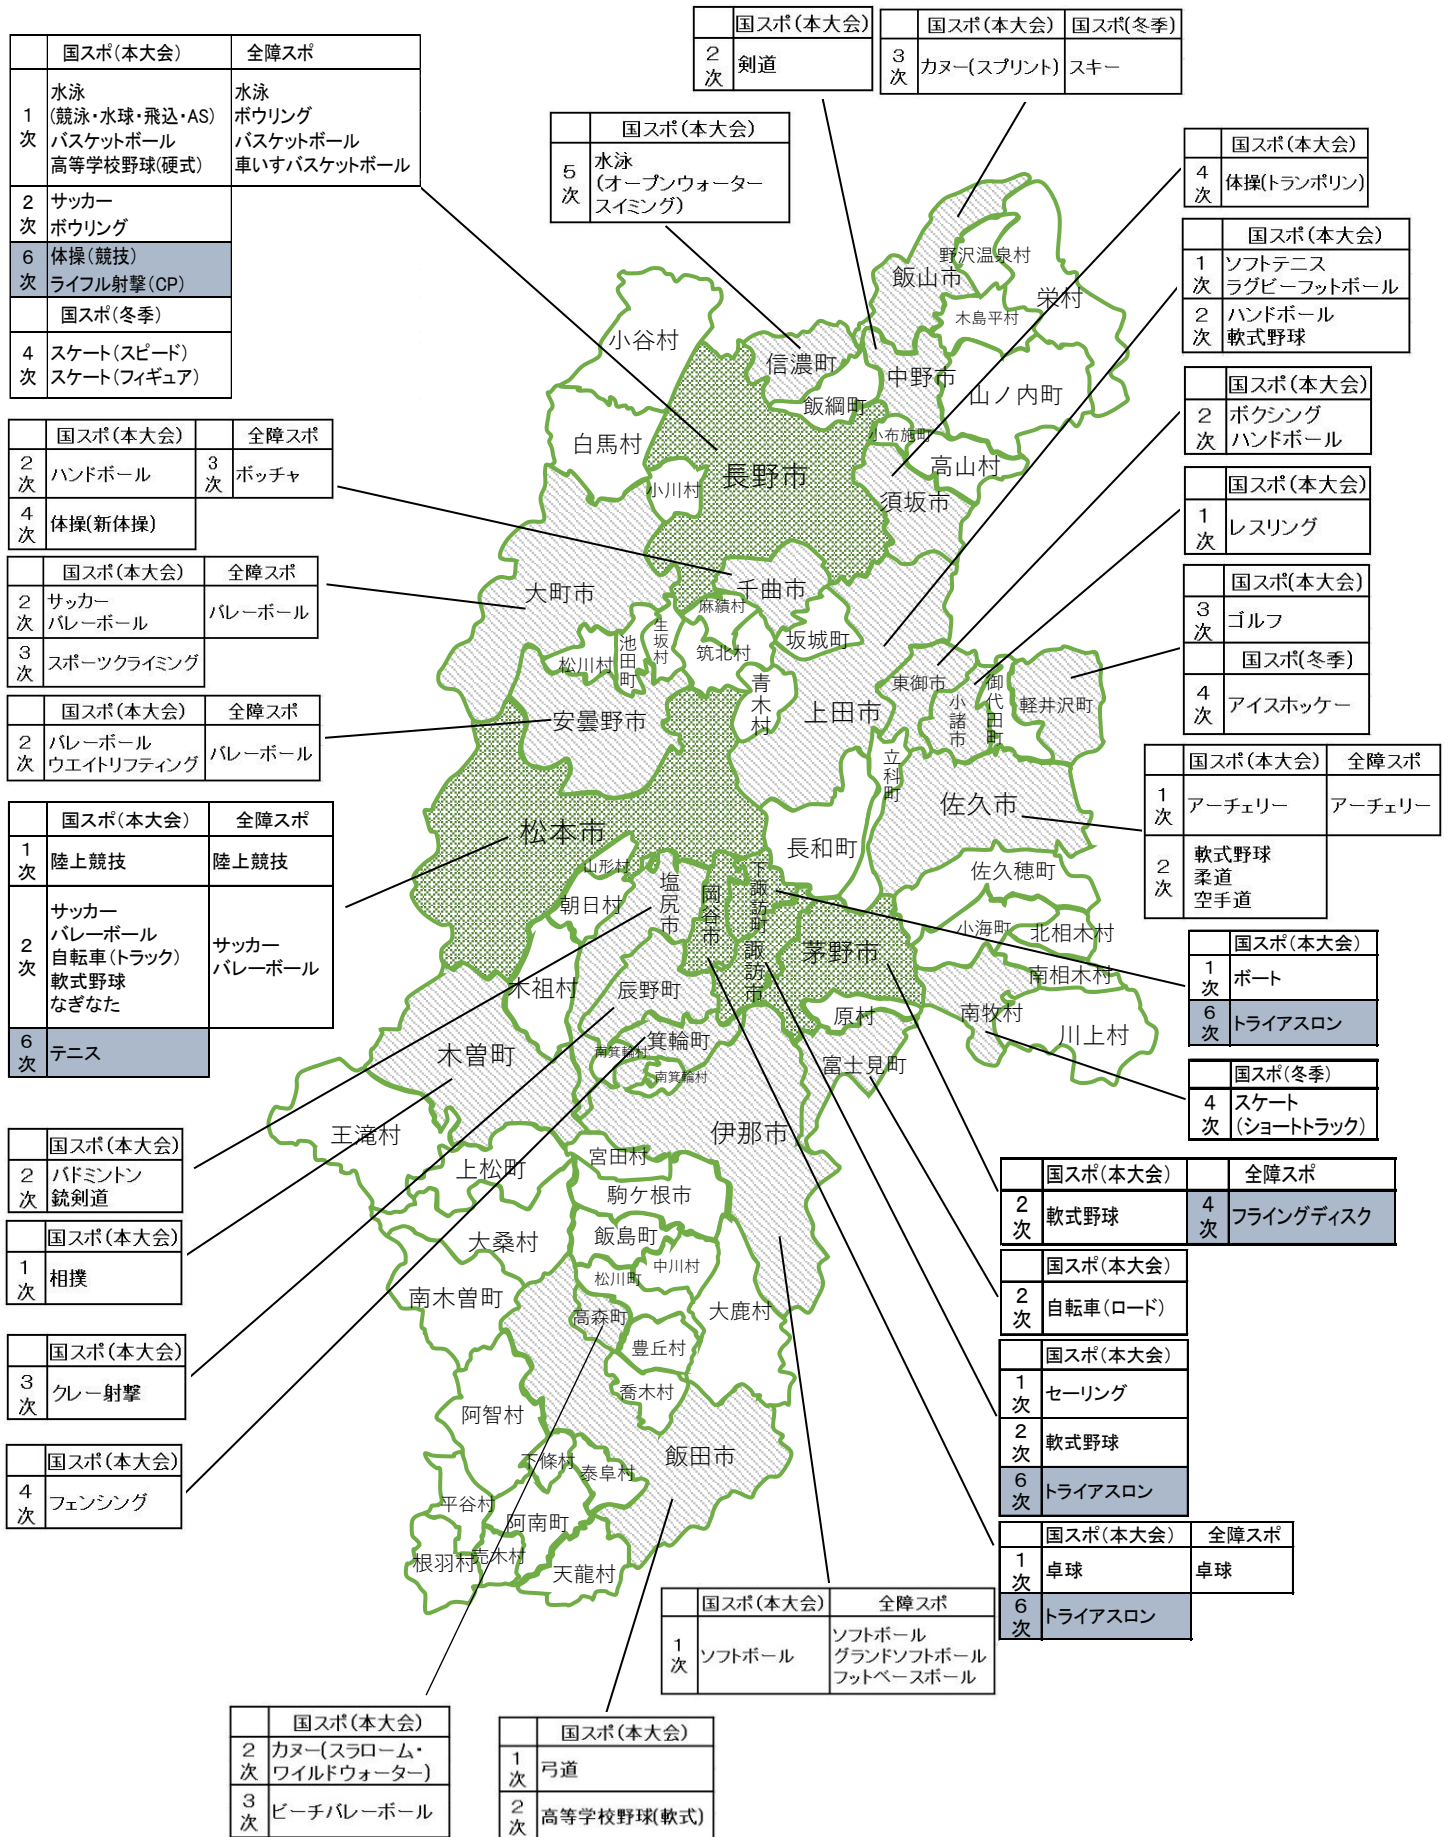 国スポ(本大会) 全障スポ
1次
水泳
(競泳・水球・飛込・AS)
バスケットボール
高等学校野球(硬式)
水泳
ボウリング
バスケットボール
車いすバスケットボール
2次
サッカー
ボウリング
6次
体操(競技)
ライフル射撃(CP)
国スポ(冬季)
4次
スケート(スピード)
スケート(フィギュア)
国スポ(本大会)
2次 剣道
国スポ(本大会) 国スポ(冬季)
3次 カヌー(スプリント) スキー
国スポ(本大会)
5次
水泳
(オープンウォーター
スイミング)
国スポ(本大会)
4次 体操(トランポリン)
国スポ(本大会)
1次
ソフトテニス
ラグビーフットボール
2次
ハンドボール
軟式野球
国スポ(本大会)
2次
ボクシング
ハンドボール
国スポ(本大会)
1次 レスリング
国スポ(本大会)
3次 ゴルフ
国スポ(冬季)
4次 アイスホッケー
国スポ(本大会) 全障スポ
1次 アーチェリー アーチェリー
2次
軟式野球
柔道
空手道
国スポ(本大会)
1次 ボート
6次 トライアスロン
国スポ(冬季)
4次
スケート
(ショートトラック)
国スポ(本大会) 全障スポ
2次 軟式野球 4次 フライングディスク
国スポ(本大会)
2次 自転車(ロード)
国スポ(本大会)
1次 セーリング
2次 軟式野球
6次 トライアスロン
国スポ(本大会) 全障スポ
1次 卓球 卓球
6次 トライアスロン
国スポ(本大会) 全障スポ
2次 ハンドボール 3次 ボッチャ
4次 体操(新体操)
国スポ(本大会) 全障スポ
2次
サッカー
バレーボール
バレーボール
3次 スポーツクライミング
国スポ(本大会) 全障スポ
2次
バレーボール
ウエイトリフティング
バレーボール
国スポ(本大会) 全障スポ
1次 陸上競技 陸上競技
2次
サッカー
バレーボール
自転車(トラック)
軟式野球
なぎなた
サッカー
バレーボール
6次 テニス
国スポ(本大会)
2次
バドミントン
銃剣道
国スポ(本大会)
1次 相撲
国スポ(本大会)
3次 クレー射撃
国スポ(本大会)
4次 フェンシング
国スポ(本大会)
2次
カヌー(スラローム・
ワイルドウォーター)
3次 ビーチバレーボール
国スポ(本大会)
1次 弓道
2次 高等学校野球(軟式)
国スポ(本大会) 全障スポ
1次 ソフトボール
ソフトボール
グランドソフトボール
フットベースボール
野沢温泉村
飯山市
栄村
木島平村
小谷村
信濃町
中野市
山ノ内町
飯綱町
小布施町
白馬村
高山村
長野市
小川村
須坂市
大町市
千曲市
麻績村
生坂村
坂城町
池田町
松川村
筑北村
青木村
東御市
御代田町
小諸市
軽井沢町
上田市
安曇野市
立科町
佐久市
松本市
長和町
山形村
朝日村
塩尻市
岡谷市
下諏訪町
諏訪市
茅野市
佐久穂町
小海町
北相木村
南相木村
南牧村
川上村
木祖村
辰野町
原村
富士見町
箕輪町
南箕輪村
南箕輪村
木曽町
伊那市
王滝村
上松町
宮田村
駒ケ根市
飯島町
大桑村
中川村
松川町
南木曽町
高森町
大鹿村
豊丘村
喬木村
阿智村
飯田市
下條村
泰阜村
平谷村
阿南町
根羽村
売木村
天龍村